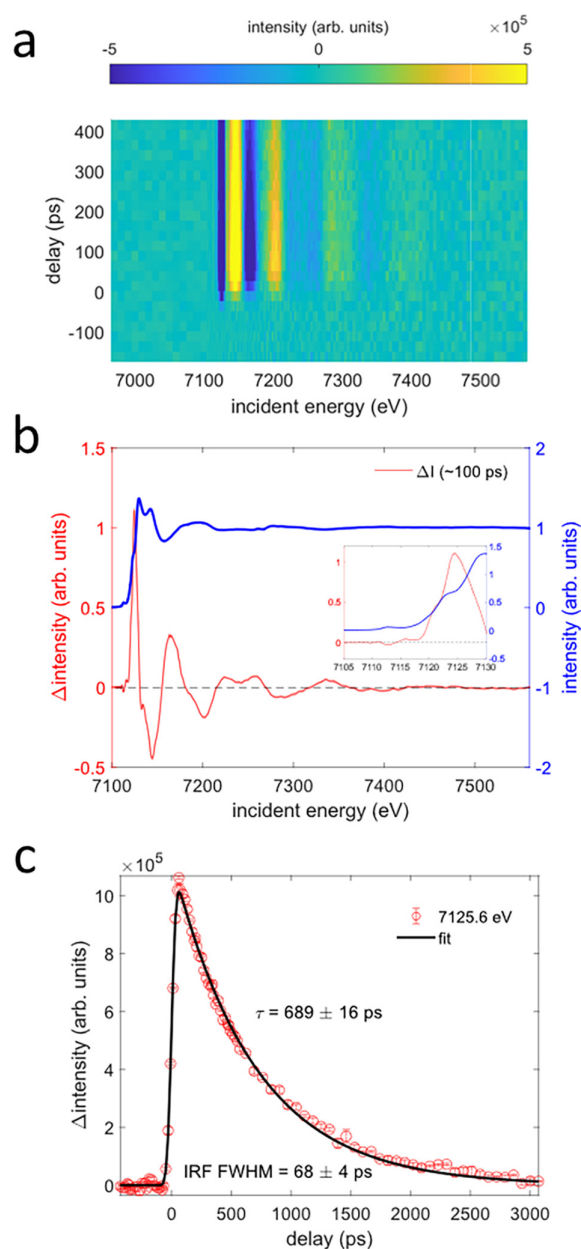 a
intensity (arb. units)
×10⁵
-5 0 5
delay (ps)
400
300
200
100
0
-100
7000 7100 7200 7300 7400 7500
incident energy (eV)
b
Δintensity (arb. units)
1.5
1
0.5
0
-0.5
2
1
0
-1
-2
intensity (arb. units)
ΔI (~100 ps)
1
0.5
0
1.5
1
0.5
0
-0.5
7105 7110 7115 7120 7125 7130
7100 7200 7300 7400 7500
incident energy (eV)
c
×10⁵
Δintensity (arb. units)
10
8
6
4
2
0
7125.6 eV
fit
τ = 689 ± 16 ps
IRF FWHM = 68 ± 4 ps
0 500 1000 1500 2000 2500 3000
delay (ps)